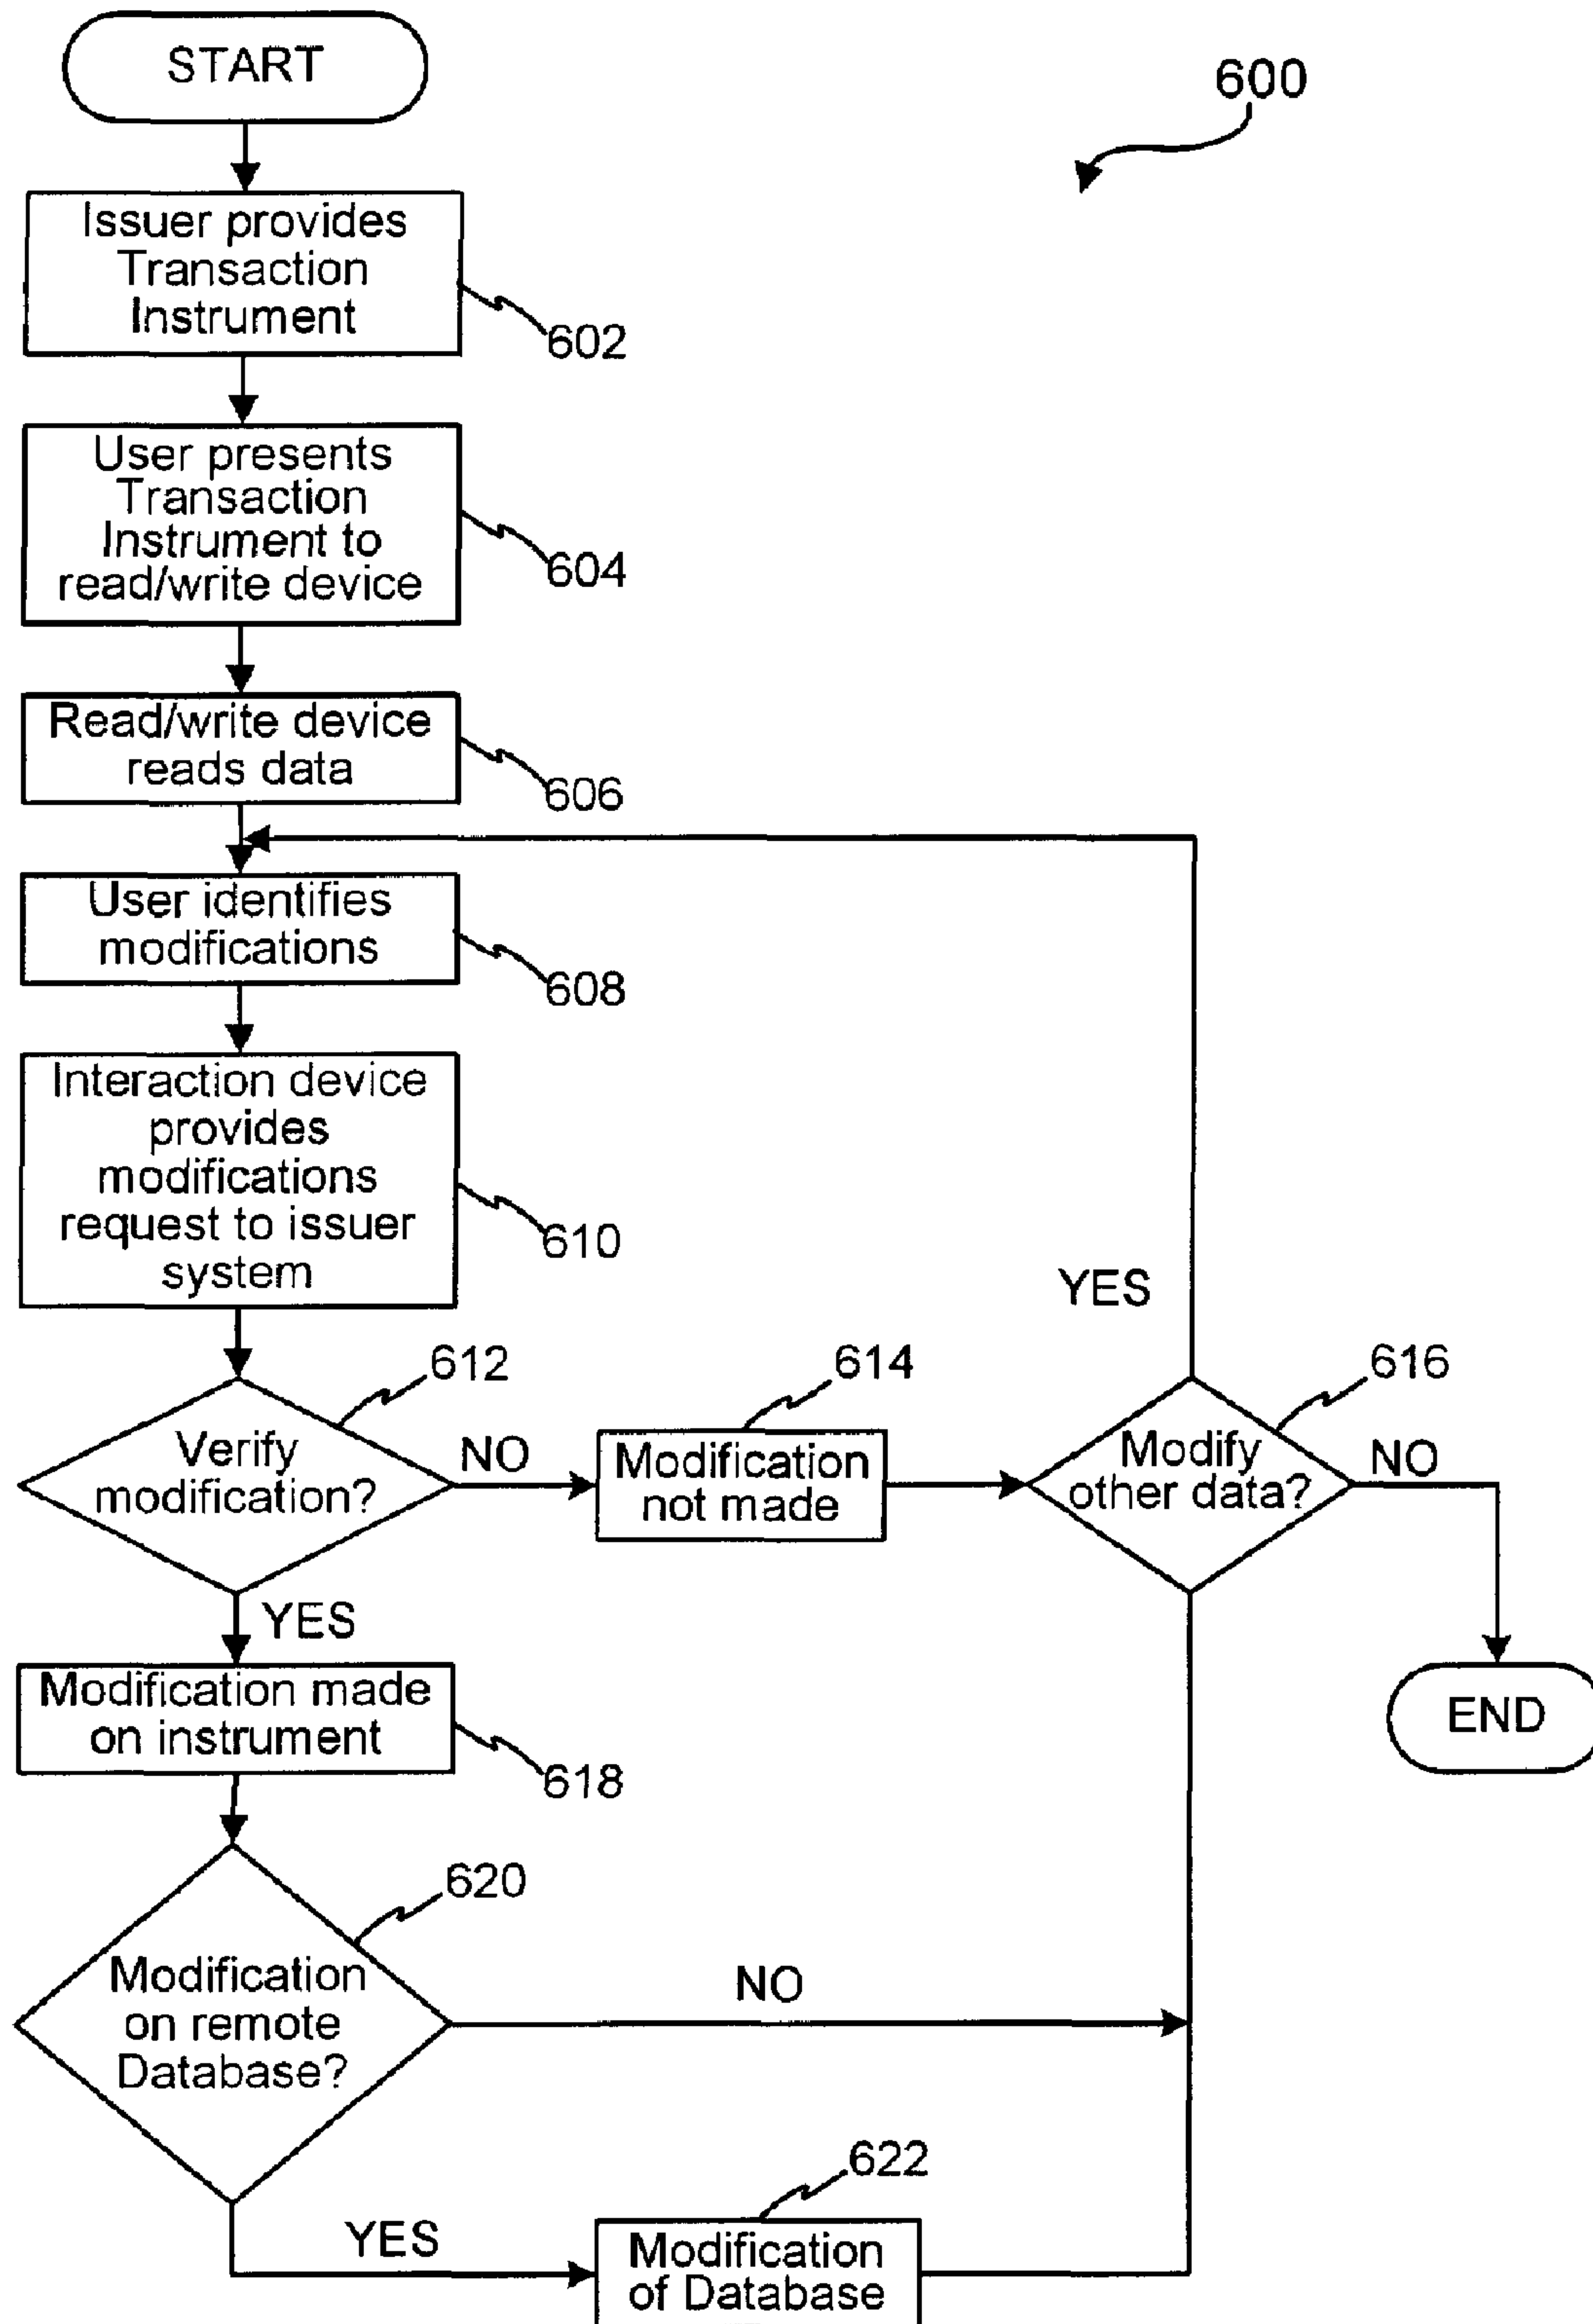 START
600
Issuer provides
Transaction
Instrument
602
User presents
Transaction
Instrument to
read/write device
604
Read/write device
reads data
606
User identifies
modifications
608
Interaction device
provides
modifications
request to issuer
system
610
YES
612
614
616
Verify
modification?
NO
Modification
not made
Modify
other data?
NO
YES
Modification made
on instrument
618
END
620
Modification
on remote
Database?
NO
622
YES
Modification
of Database